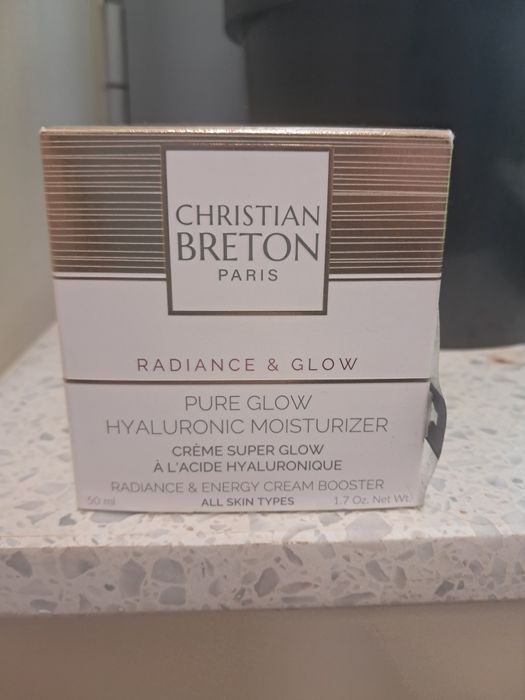 CHRISTIAN
BRETON
PARIS
RADIANCE & GLOW
PURE GLOW
HYALURONIC MOISTURIZER
CRÈME SUPER GLOW
À L'ACIDE HYALURONIQUE
RADIANCE & ENERGY CREAM BOOSTER
50 ml ALL SKIN TYPES 1.7 Oz. Net Wt.